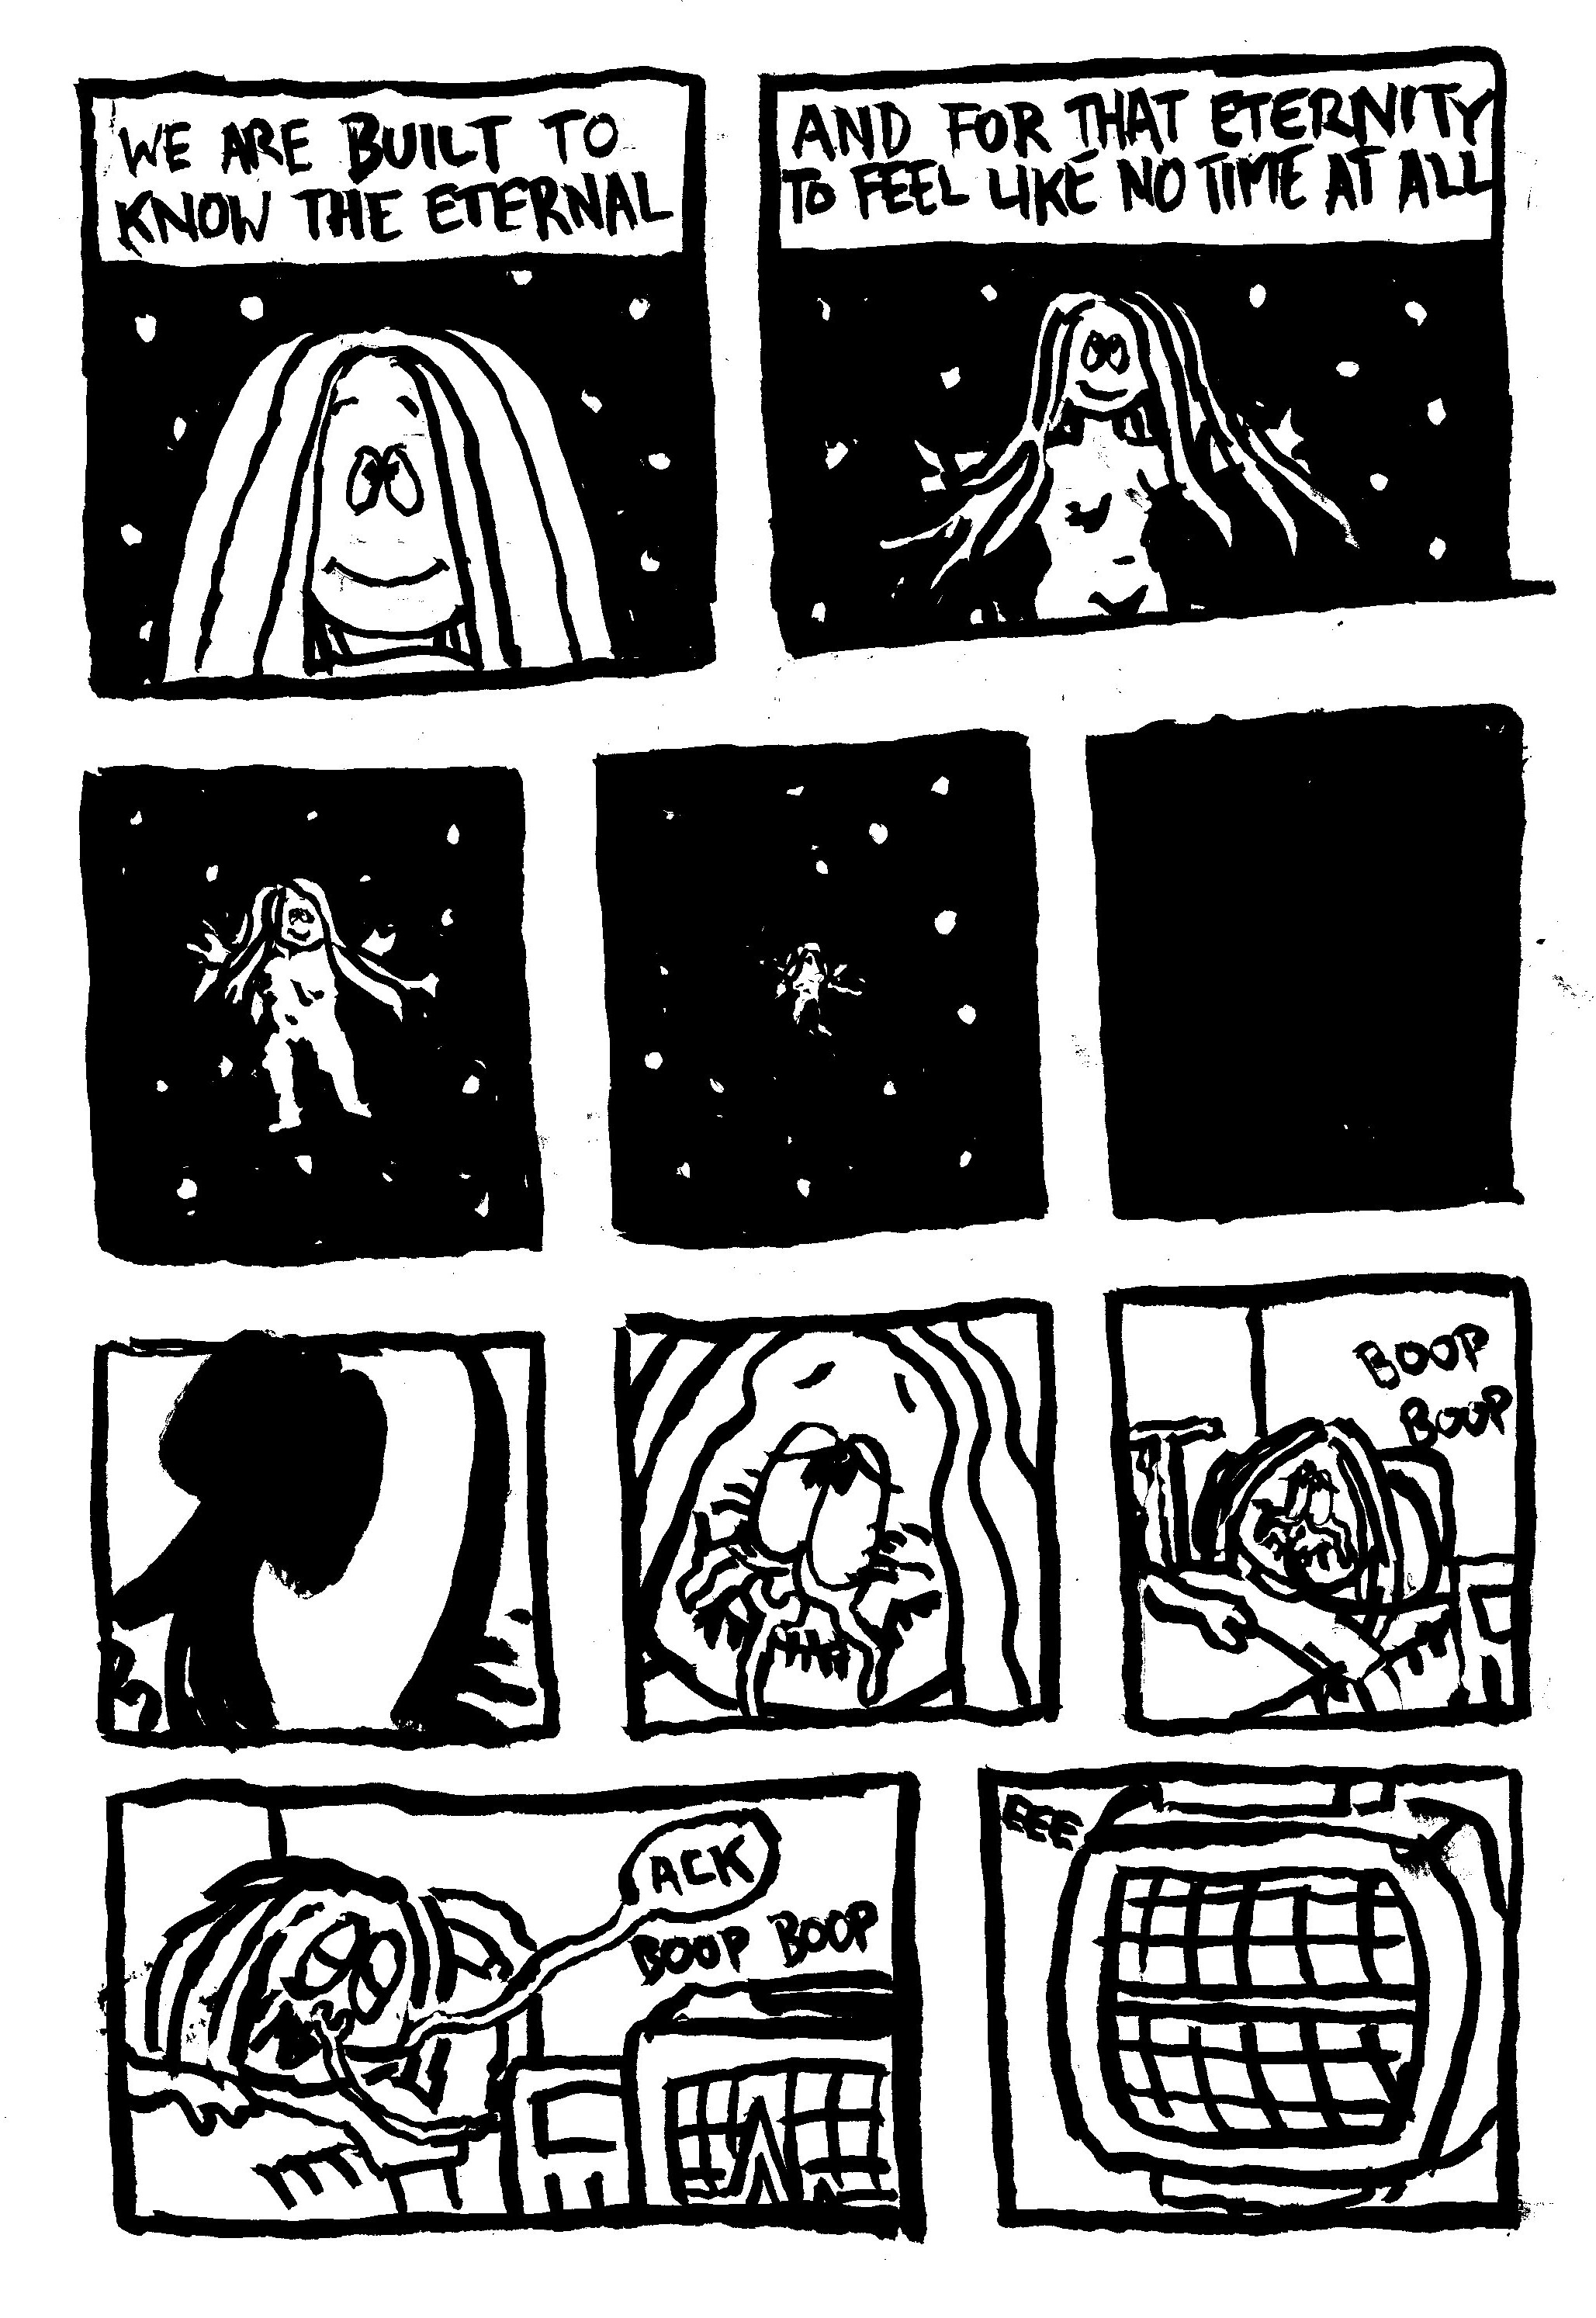 WE ARE BUILT TO
KNOW THE ETERNAL
AND FOR THAT ETERNITY
TO FEEL LIKE NO TIME AT ALL
BOOP
BOOP
ACK
BOOP BOOP
EEE